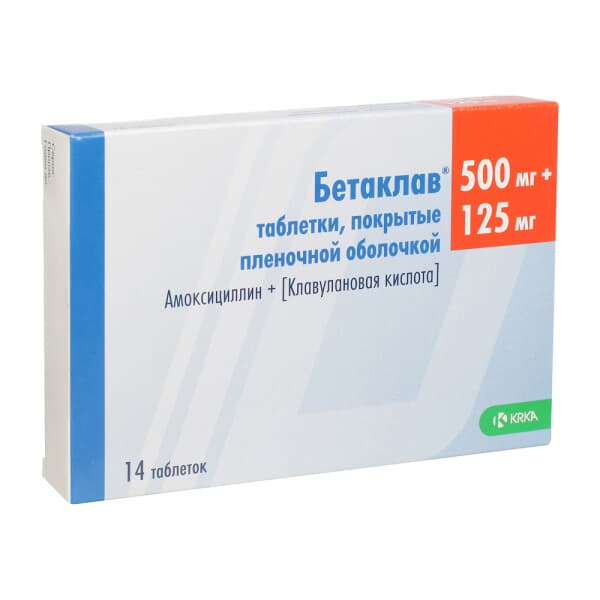 Бетаклав®
таблетки, покрытые
пленочной оболочкой
Амоксициллин + [Клавулановая кислота]
500 мг +
125 мг
KRKA
14 таблеток